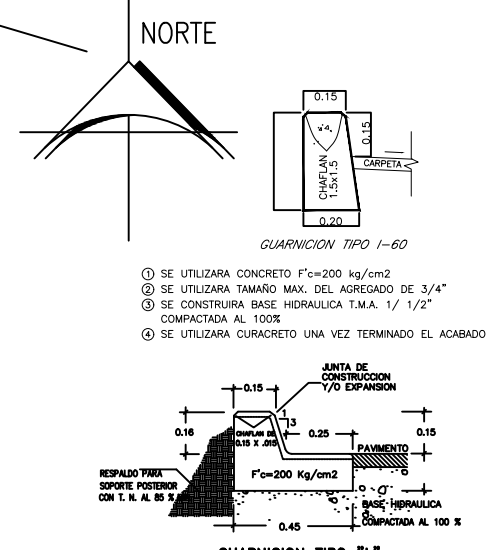 NORTE
0.15
0.15
CARPETA
CHAFLAN
1.5x1.5
0.20
GUARNICION TIPO I-60
1 SE UTILIZARA CONCRETO F'c=200 kg/cm2
2 SE UTILIZARA TAMAÑO MAX. DEL AGREGADO DE 3/4"
3 SE CONSTRUIRA BASE HIDRAULICA T.M.A. 1/ 1/2"
COMPACTADA AL 100%
4 SE UTILIZARA CURACRETO UNA VEZ TERMINADO EL ACABADO
JUNTA DE
CONSTRUCCION
Y/O EXPANSION
0.15
1
3
0.16
CHAFLAN DE
0.15 X .015
0.25
0.15
PAVIMENTO
RESPALDO PARA
SOPORTE POSTERIOR
CON T. N. AL 85 %
F'c=200 Kg/cm2
BASE HIDRAULICA
COMPACTADA AL 100 %
0.45
GUARNICION TIPO "L"